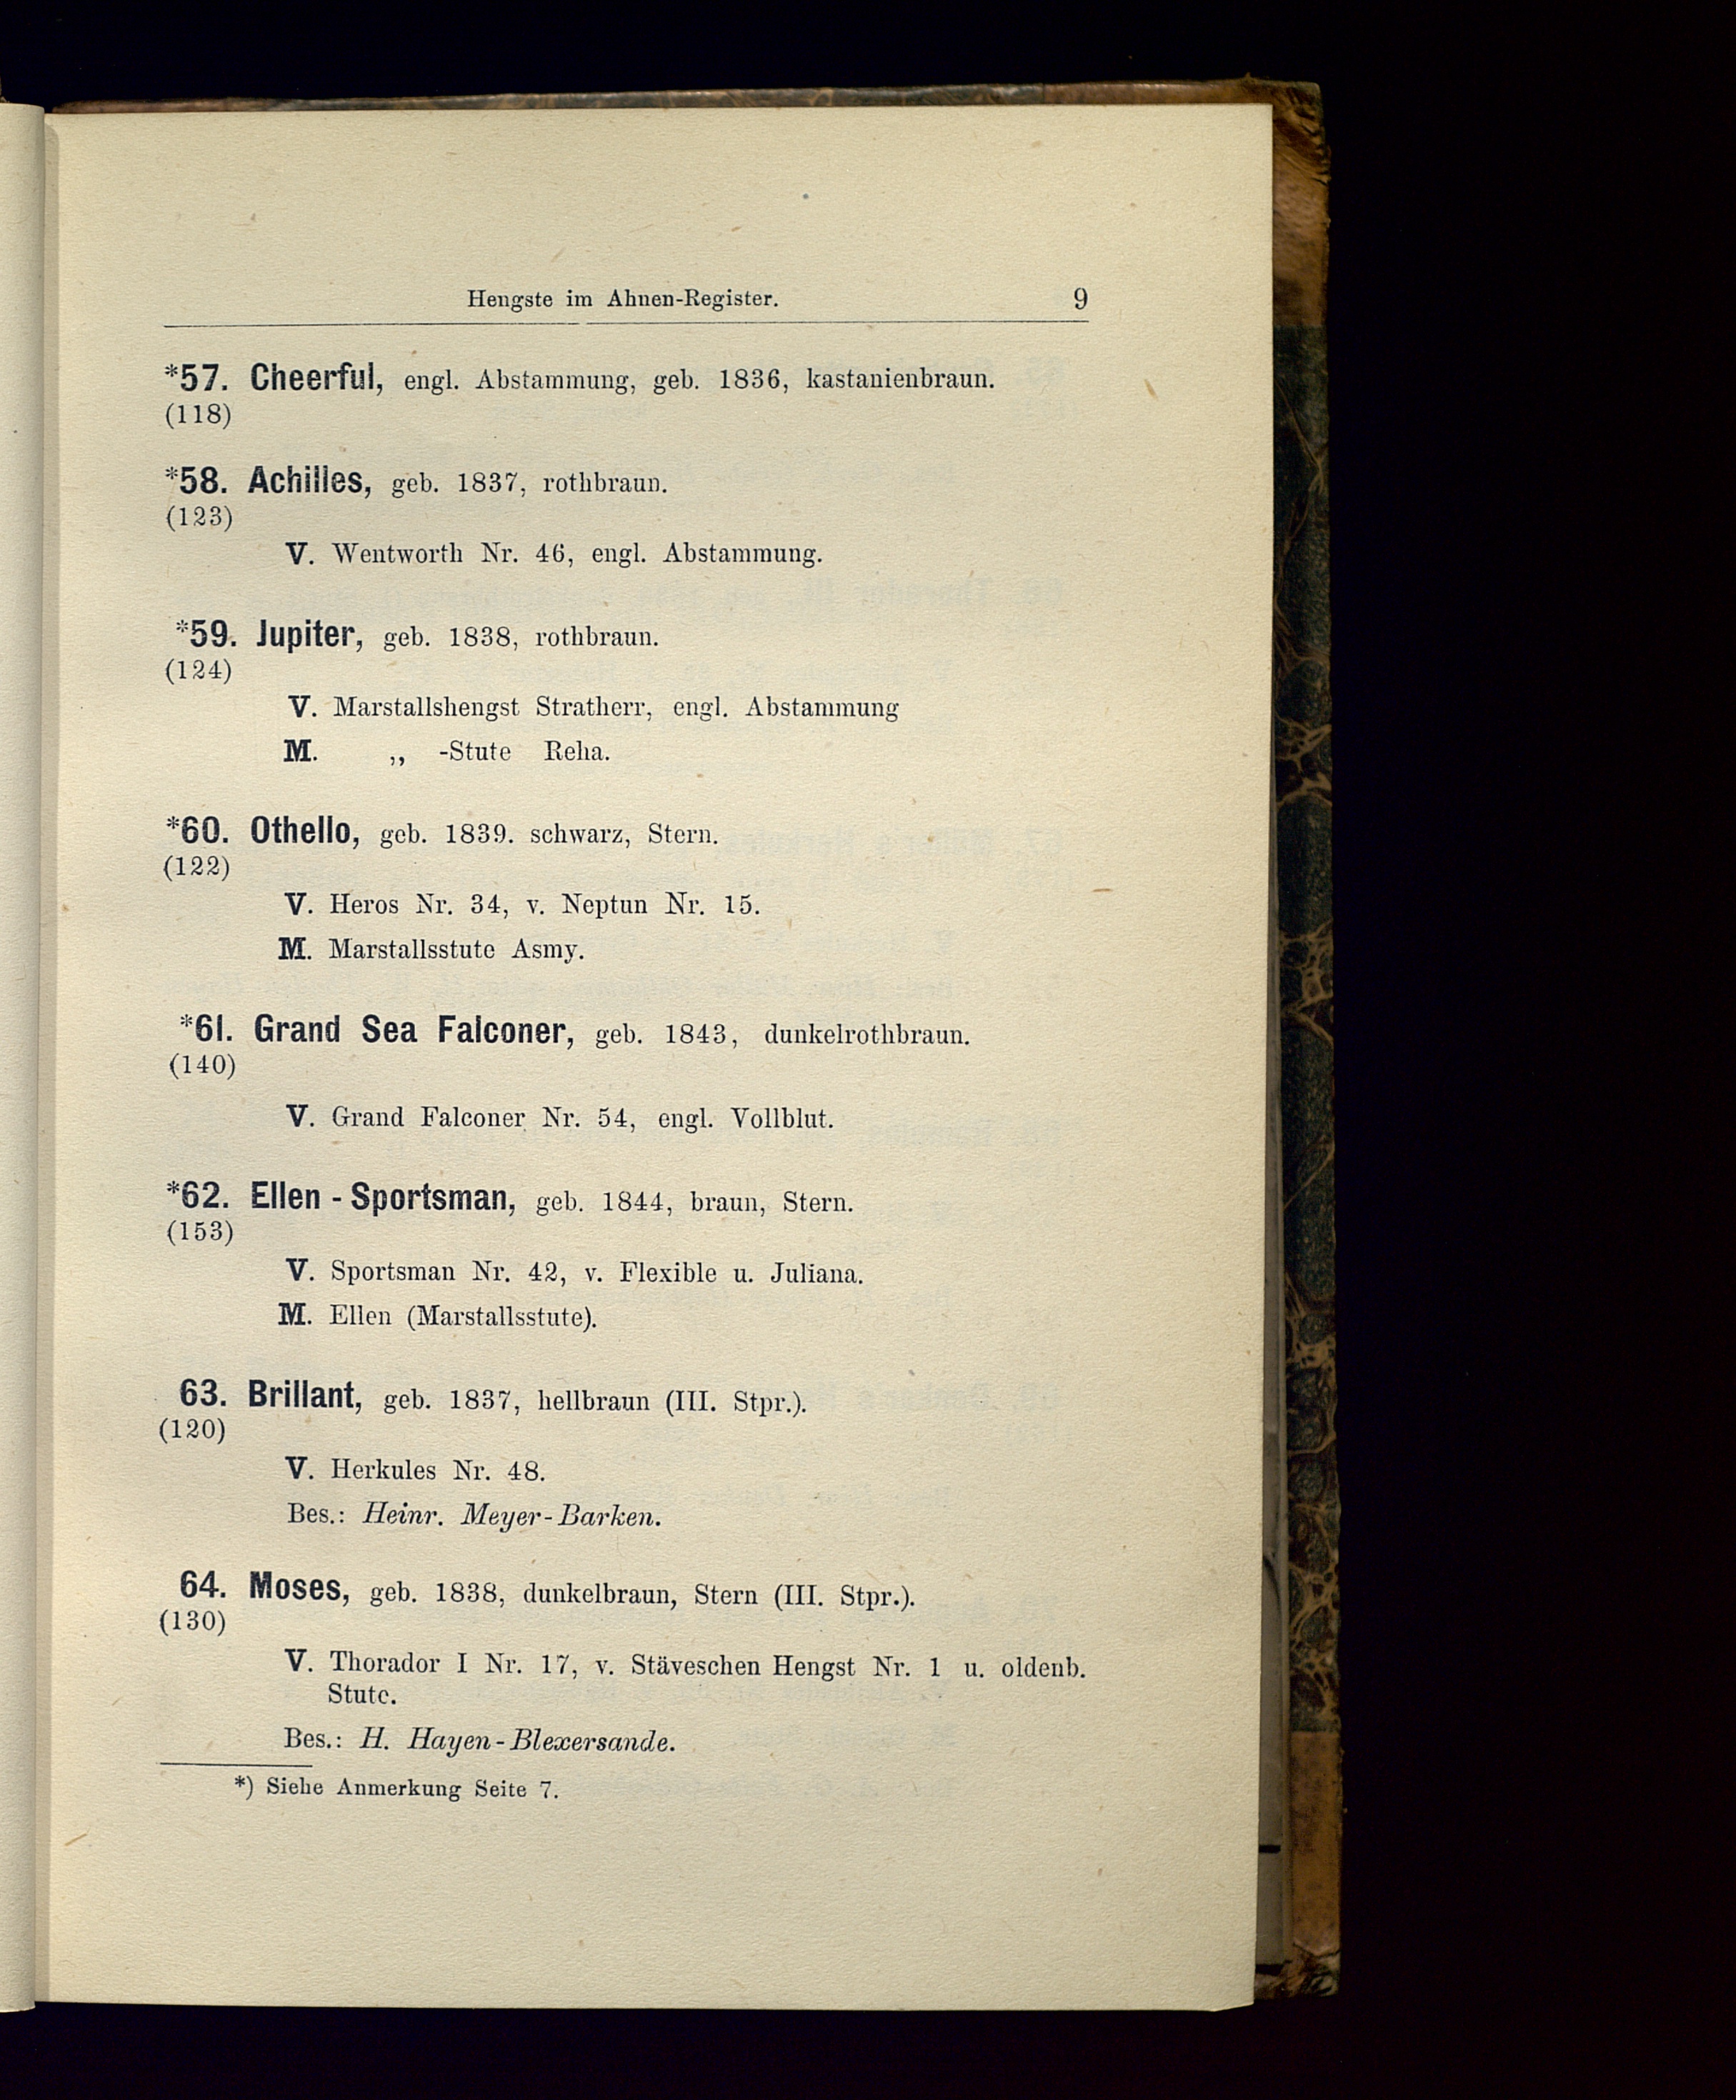 Hengste im Ahnen-Register. 9
*57. Cheerful, engl. Abstammung, geb. 1836, kastanienbraun.
(118)
*58. Achilles, geb. 1837, rothbraun.
(123)
V. Wentworth Nr. 46, engl. Abstammung.
*59. Jupiter, geb. 1838, rothbraun.
(124)
V. Marstallshengst Stratherr, engl. Abstammung
M. „ -Stute Reha.
*60. Othello, geb. 1839. schwarz, Stern.
(122)
V. Heros Nr. 34, v. Neptun Nr. 15.
M. Marstallsstute Asmy.
*61. Grand Sea Falconer, geb. 1843, dunkelrothbraun.
(140)
V. Grand Falconer Nr. 54, engl. Vollblut.
*62. Ellen - Sportsman, geb. 1844, braun, Stern.
(153)
V. Sportsman Nr. 42, v. Flexible u. Juliana.
M. Ellen (Marstallsstute).
63. Brillant, geb. 1837, hellbraun (III. Stpr.).
(120)
V. Herkules Nr. 48.
Bes.: Heinr. Meyer-Barken.
64. Moses, geb. 1838, dunkelbraun, Stern (III. Stpr.).
(130)
V. Thorador I Nr. 17, v. Stäveschen Hengst Nr. 1 u. oldenb.
Stute.
Bes.: H. Hayen-Blexersande.
*) Siehe Anmerkung Seite 7.